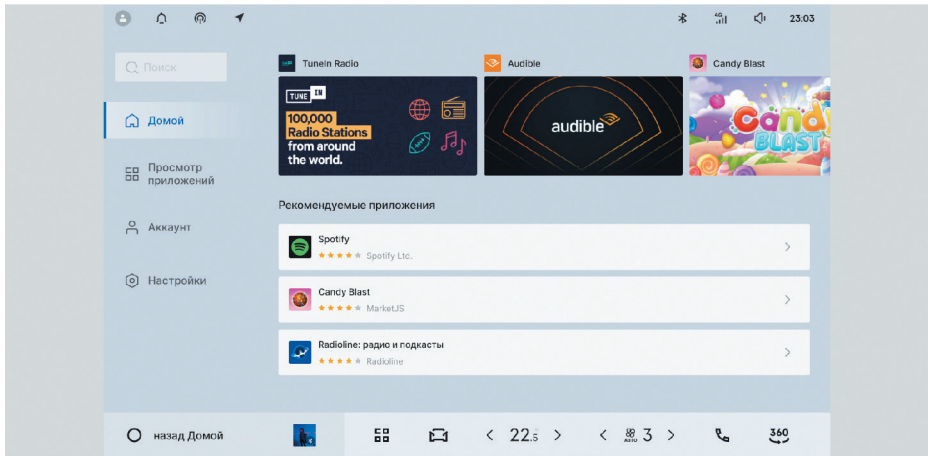 4G
23:03
Поиск
TuneIn Radio
Audible
Candy Blast
TUNE IN
100,000
Radio Stations
from around
the world.
audible
Candy
BLAST
Домой
Просмотр
приложений
Аккаунт
Настройки
Рекомендуемые приложения
Spotify
Spotify Ltd.
Candy Blast
MarketJS
Radioline: радио и подкасты
Radioline
назад Домой
22.5
AUTO
3
360